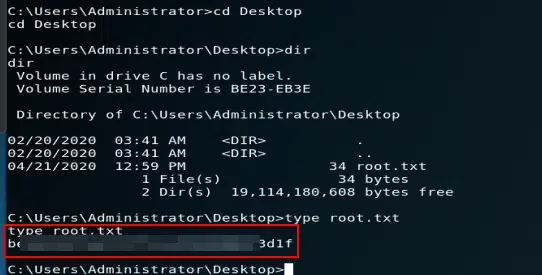 C:\Users\Administrator>cd Desktop
cd Desktop
C:\Users\Administrator\Desktop>dir
dir
 Volume in drive C has no label.
 Volume Serial Number is BE23-EB3E
 Directory of C:\Users\Administrator\Desktop
02/20/2020  03:41 AM    <DIR>          .
02/20/2020  03:41 AM    <DIR>          ..
04/21/2020  12:59 PM                34 root.txt
               1 File(s)             34 bytes
               2 Dir(s)  19,114,180,608 bytes free
C:\Users\Administrator\Desktop>type root.txt
type root.txt
be 3d1f
C:\Users\Administrator\Desktop>